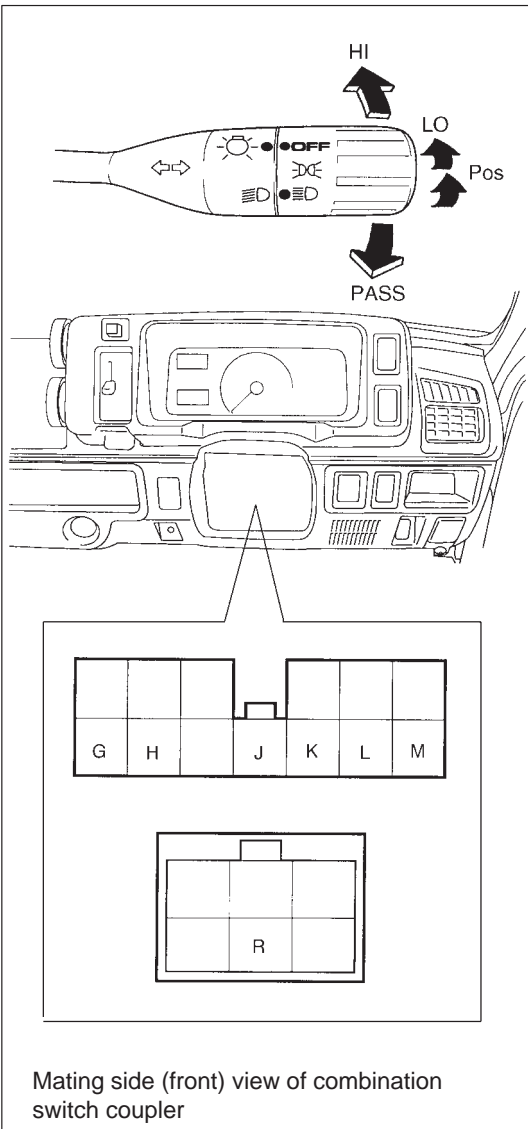 HI
LO
OFF
Pos
PASS
G H J K L M
R
Mating side (front) view of combination
switch coupler